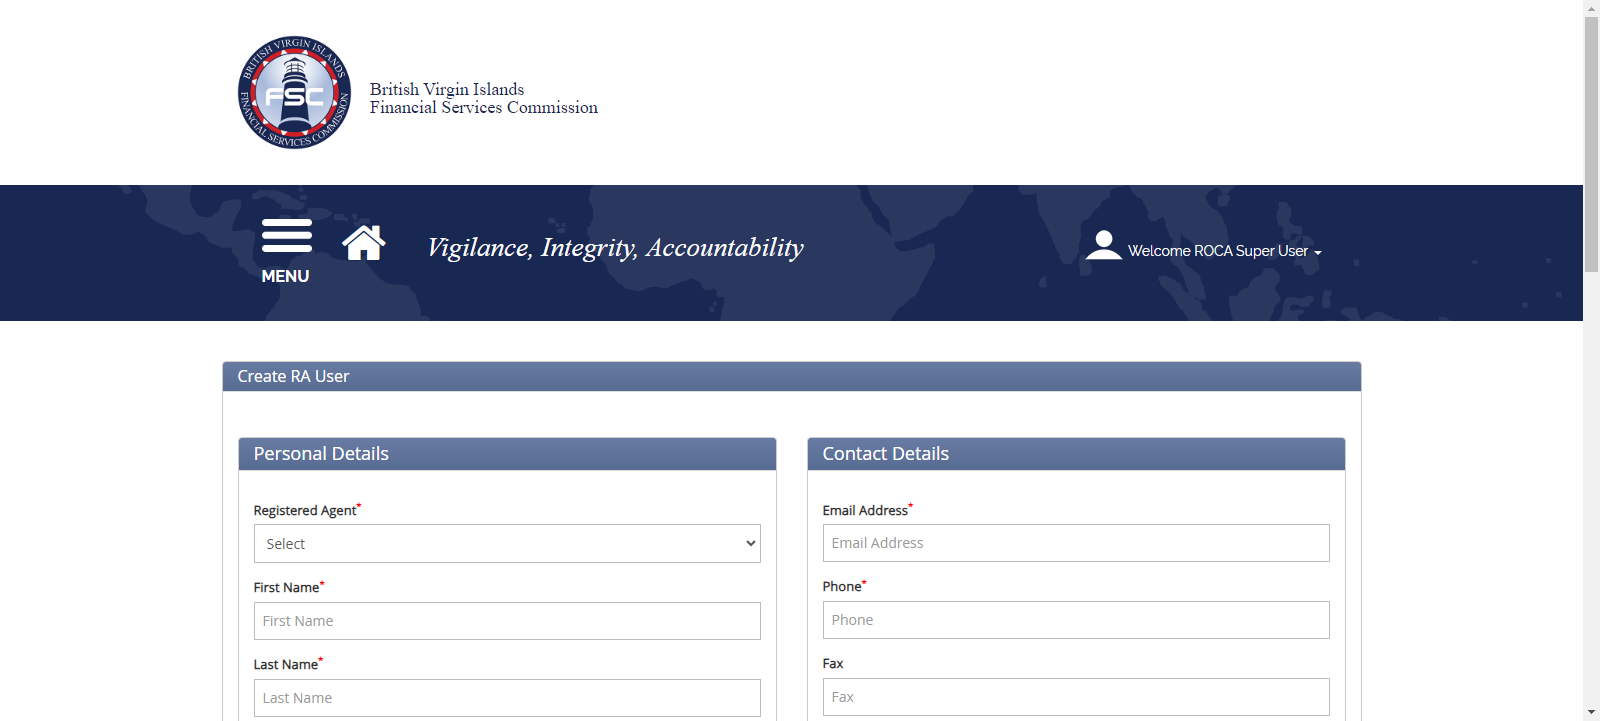 BRITISH VIRGIN ISLANDS
FSC
FINANCIAL SERVICES COMMISSION
British Virgin Islands
Financial Services Commission
MENU
Vigilance, Integrity, Accountability
Welcome ROCA Super User
Create RA User
Personal Details
Registered Agent*
Select
First Name*
First Name
Last Name*
Last Name
Contact Details
Email Address*
Email Address
Phone*
Phone
Fax
Fax